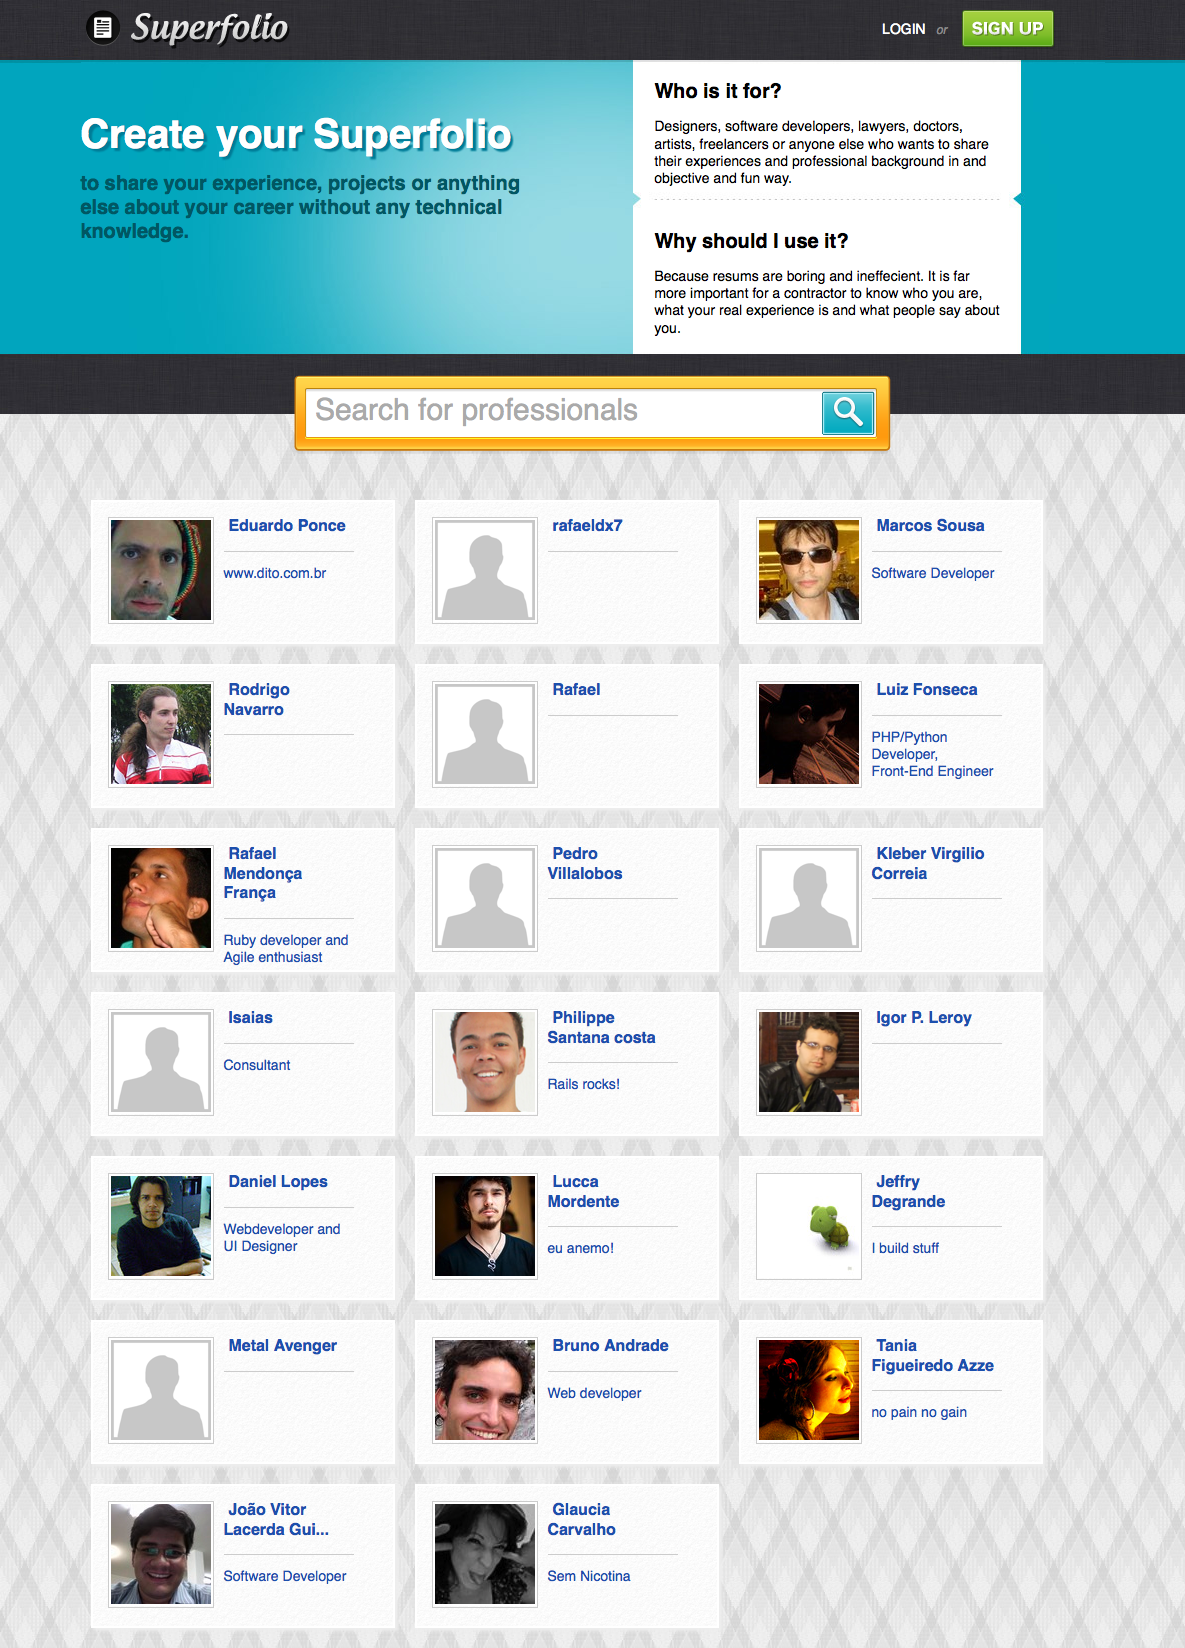 Superfolio
LOGIN or SIGN UP
Create your Superfolio
to share your experience, projects or anything
else about your career without any technical
knowledge.
Who is it for?
Designers, software developers, lawyers, doctors,
artists, freelancers or anyone else who wants to share
their experiences and professional background in and
objective and fun way.
Why should I use it?
Because resums are boring and ineffecient. It is far
more important for a contractor to know who you are,
what your real experience is and what people say about
you.
Search for professionals
Eduardo Ponce
www.dito.com.br
rafaeldx7
Marcos Sousa
Software Developer
Rodrigo
Navarro
Rafael
Luiz Fonseca
PHP/Python
Developer,
Front-End Engineer
Rafael
Mendonça
França
Ruby developer and
Agile enthusiast
Pedro
Villalobos
Kleber Virgilio
Correia
Isaias
Consultant
Philippe
Santana costa
Rails rocks!
Igor P. Leroy
Daniel Lopes
Webdeveloper and
UI Designer
Lucca
Mordente
eu anemo!
Jeffry
Degrande
I build stuff
Metal Avenger
Bruno Andrade
Web developer
Tania
Figueiredo Azze
no pain no gain
João Vitor
Lacerda Gui...
Software Developer
Glaucia
Carvalho
Sem Nicotina